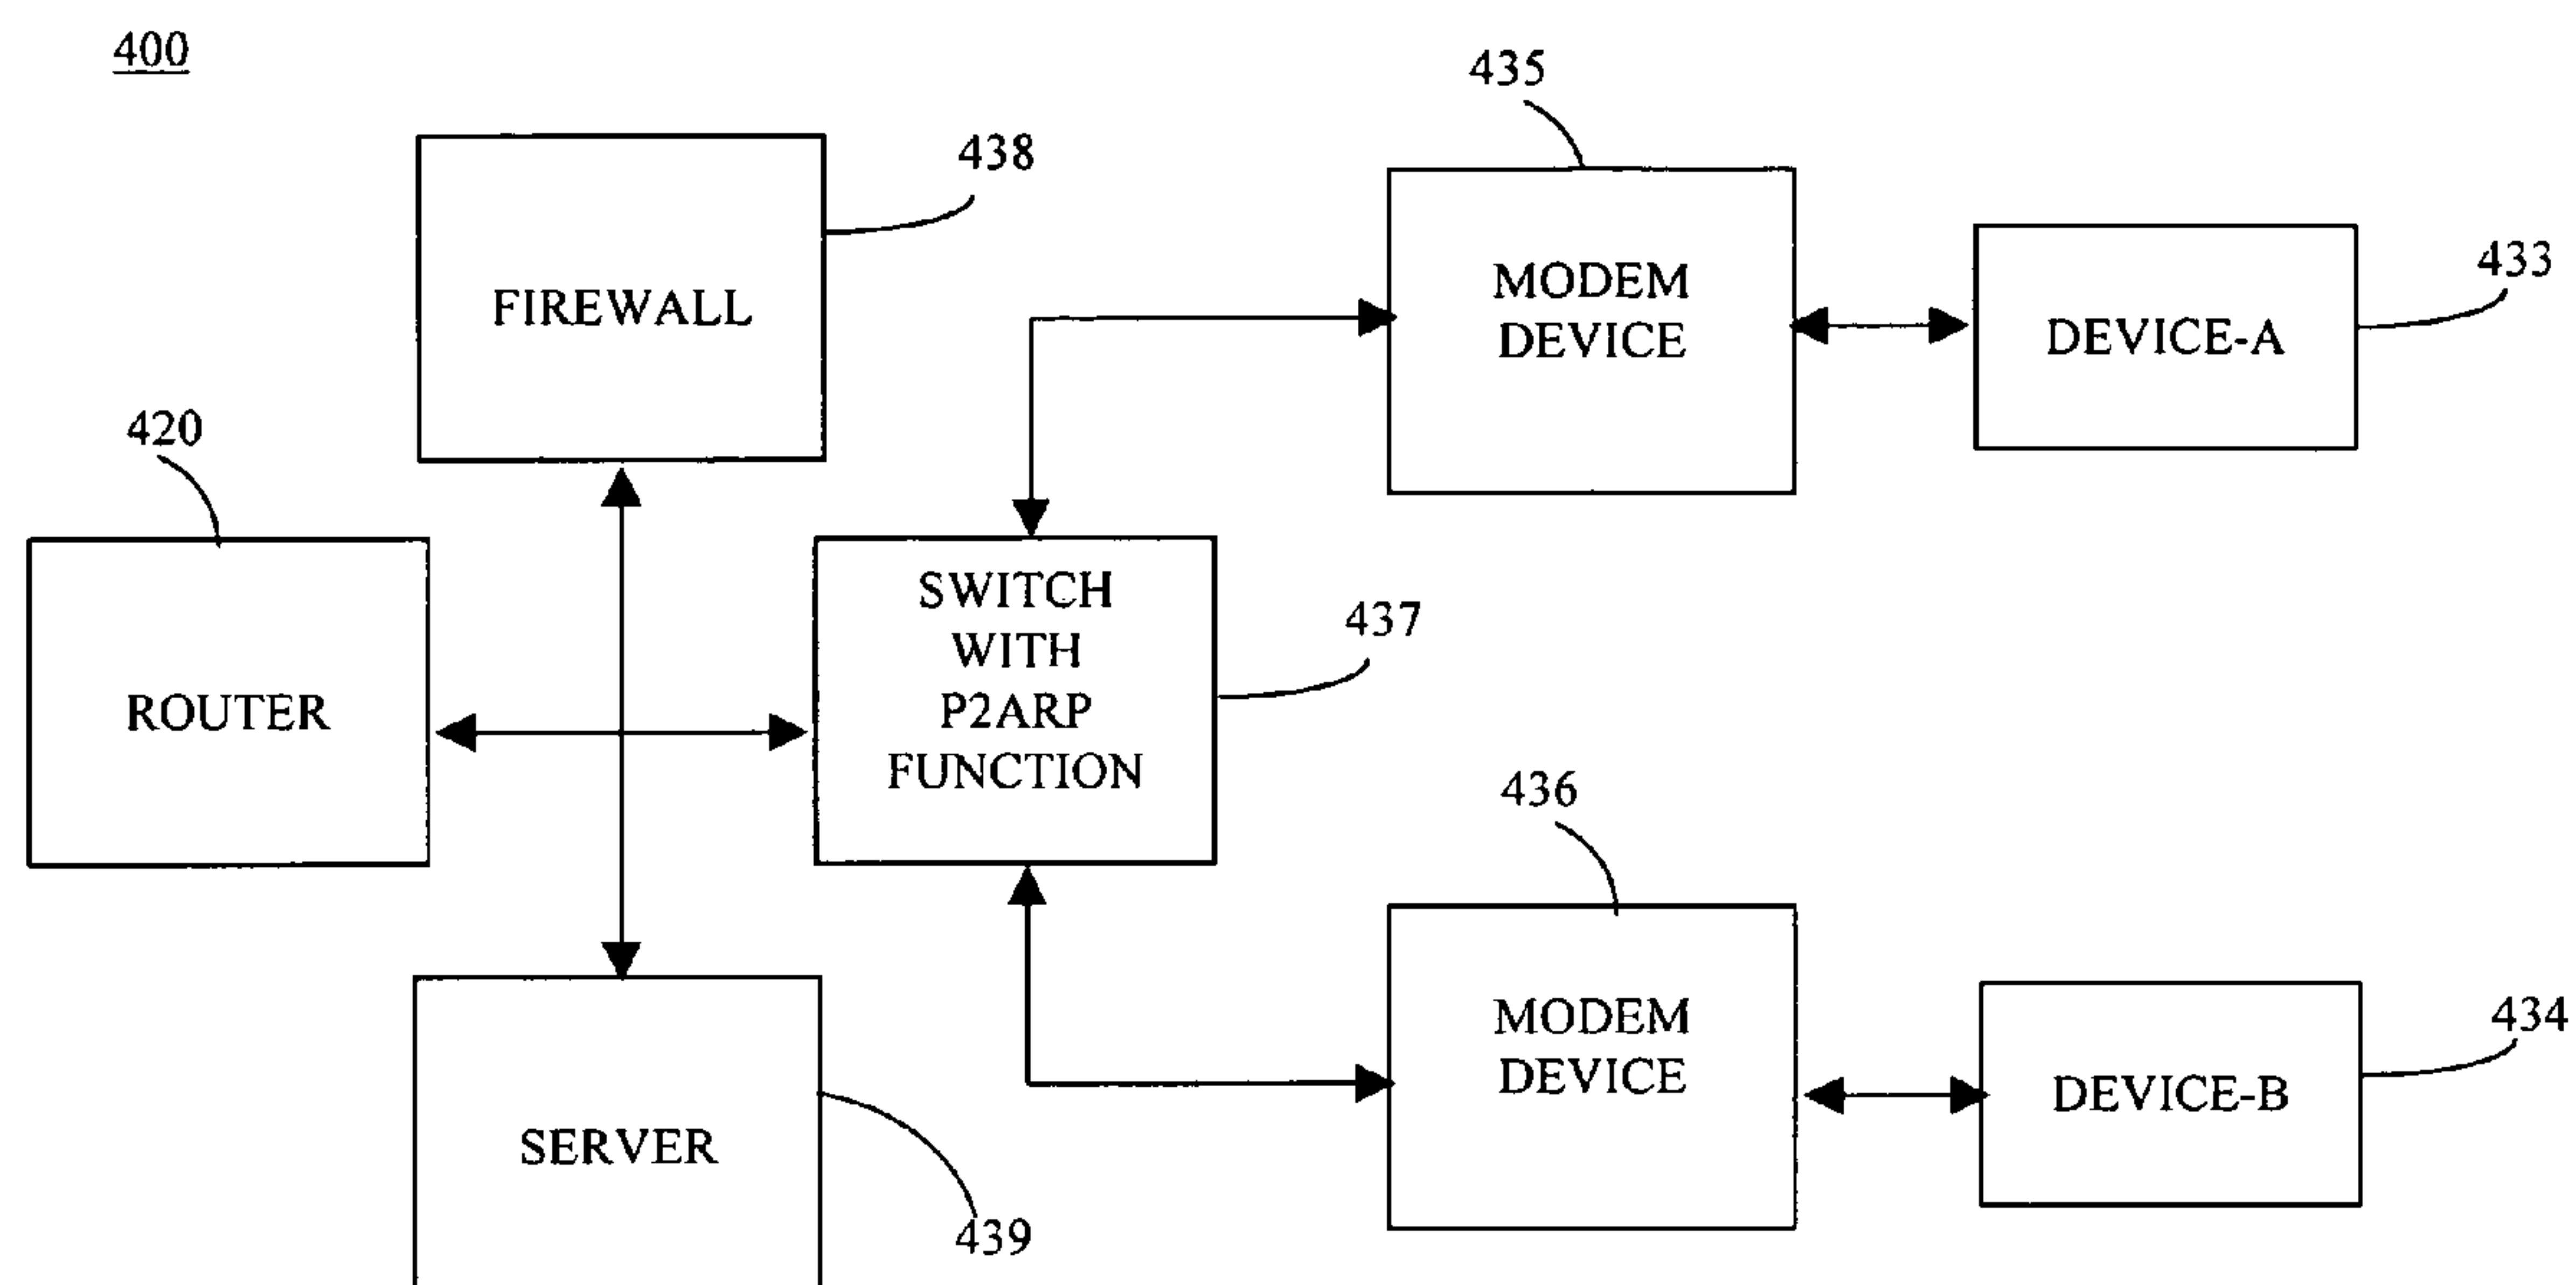 400
435
438
433
FIREWALL
MODEM
DEVICE
DEVICE-A
420
SWITCH
WITH
P2ARP
FUNCTION
437
ROUTER
436
MODEM
DEVICE
434
DEVICE-B
SERVER
439